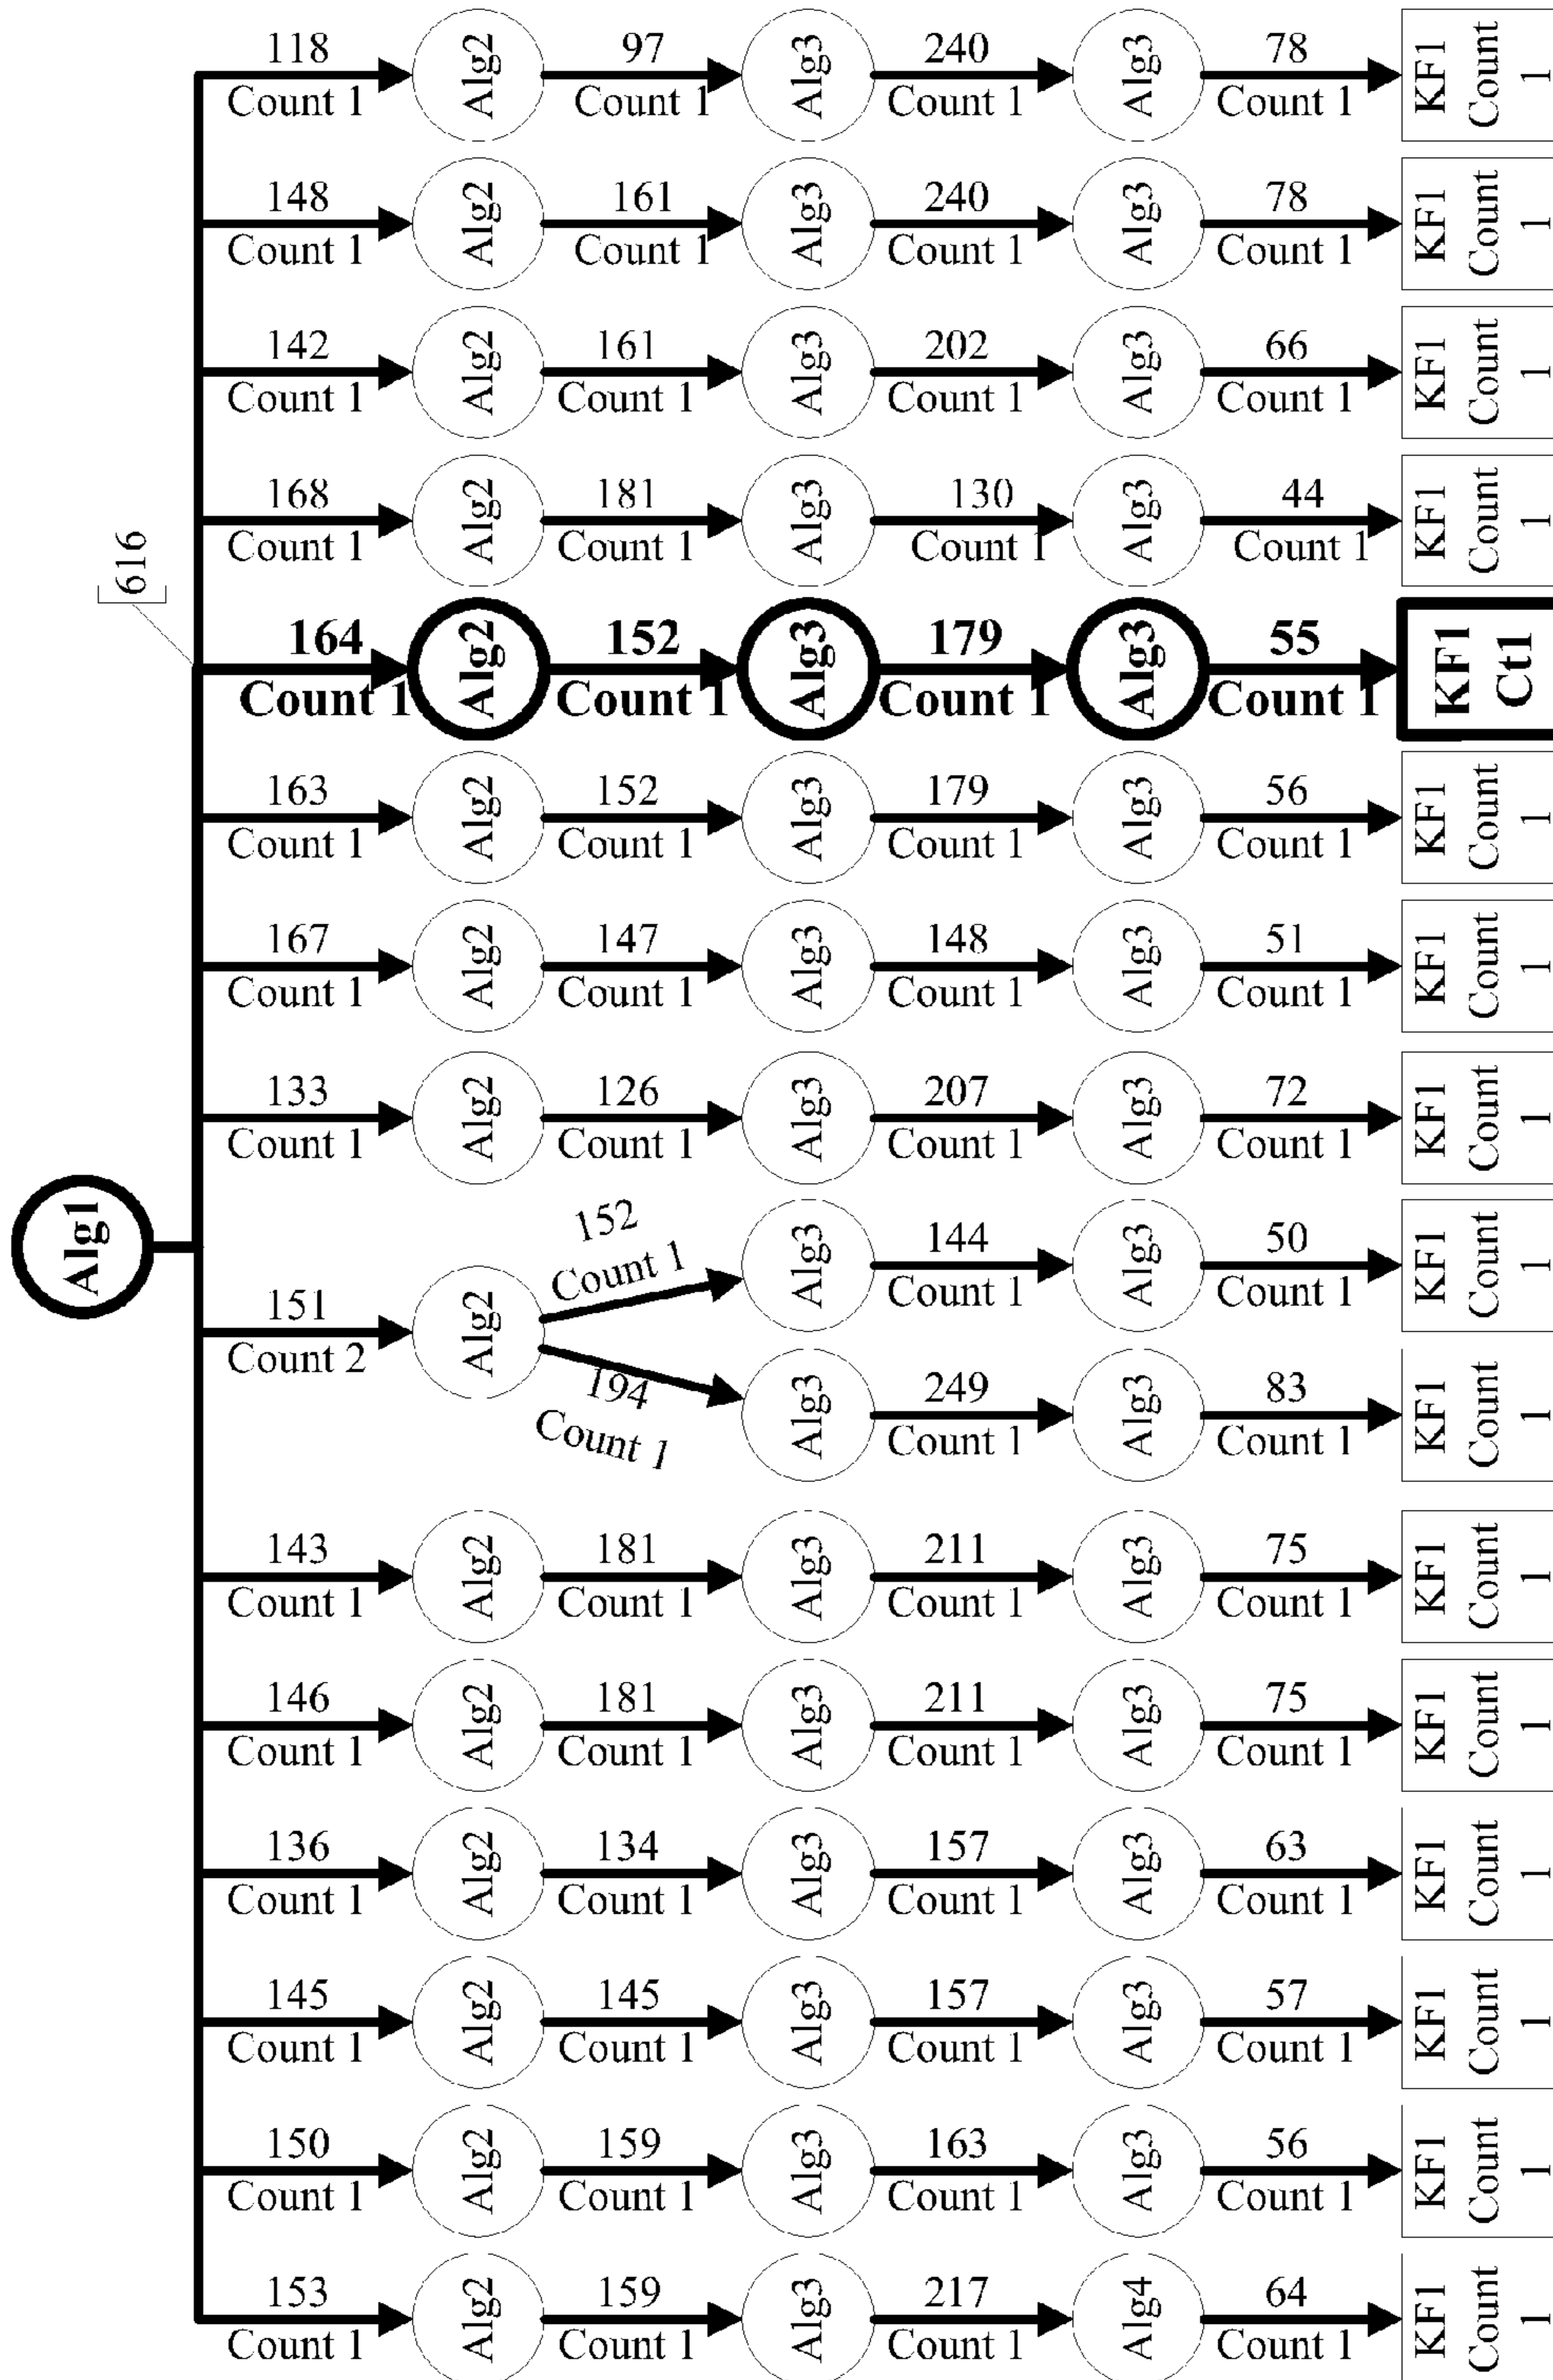 Alg1
616
118
Count 1
Alg2
97
Count 1
Alg3
240
Count 1
Alg3
78
Count 1
KF1
Count
1
148
Count 1
Alg2
161
Count 1
Alg3
240
Count 1
Alg3
78
Count 1
KF1
Count
1
142
Count 1
Alg2
161
Count 1
Alg3
202
Count 1
Alg3
66
Count 1
KF1
Count
1
168
Count 1
Alg2
181
Count 1
Alg3
130
Count 1
Alg3
44
Count 1
KF1
Count
1
164
Count 1
Alg2
152
Count 1
Alg3
179
Count 1
Alg3
55
Count 1
KF1
Ct1
163
Count 1
Alg2
152
Count 1
Alg3
179
Count 1
Alg3
56
Count 1
KF1
Count
1
167
Count 1
Alg2
147
Count 1
Alg3
148
Count 1
Alg3
51
Count 1
KF1
Count
1
133
Count 1
Alg2
126
Count 1
Alg3
207
Count 1
Alg3
72
Count 1
KF1
Count
1
151
Count 2
Alg2
152
Count 1
Alg3
144
Count 1
Alg3
50
Count 1
KF1
Count
1
194
Count 1
Alg3
249
Count 1
Alg3
83
Count 1
KF1
Count
1
143
Count 1
Alg2
181
Count 1
Alg3
211
Count 1
Alg3
75
Count 1
KF1
Count
1
146
Count 1
Alg2
181
Count 1
Alg3
211
Count 1
Alg3
75
Count 1
KF1
Count
1
136
Count 1
Alg2
134
Count 1
Alg3
157
Count 1
Alg3
63
Count 1
KF1
Count
1
145
Count 1
Alg2
145
Count 1
Alg3
157
Count 1
Alg3
57
Count 1
KF1
Count
1
150
Count 1
Alg2
159
Count 1
Alg3
163
Count 1
Alg3
56
Count 1
KF1
Count
1
153
Count 1
Alg2
159
Count 1
Alg3
217
Count 1
Alg4
64
Count 1
KF1
Count
1